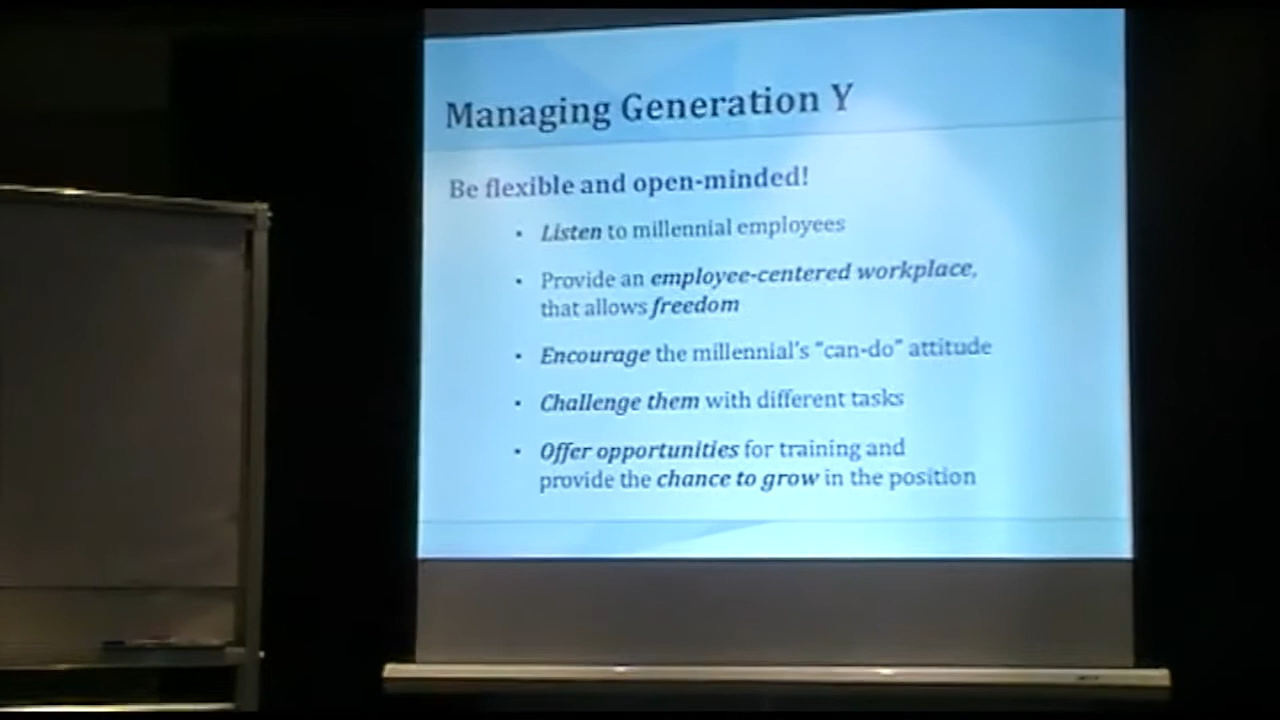 Managing Generation Y
Be flexible and open-minded!
• Listen to millennial employees
• Provide an employee-centered workplace,
that allows freedom
• Encourage the millennial's "can-do" attitude
• Challenge them with different tasks
• Offer opportunities for training and
provide the chance to grow in the position